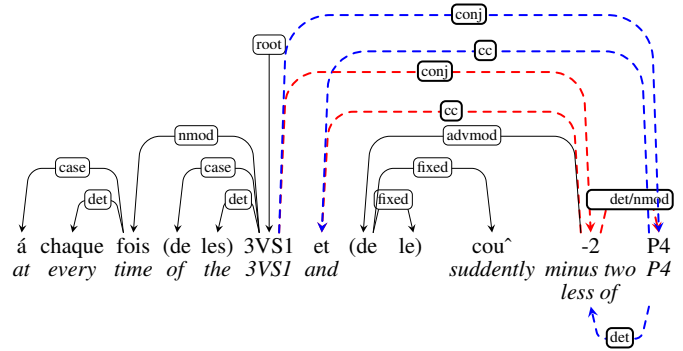 conj
root
cc
conj
cc
nmod advmod
case case fixed
det det fixed det/nmod
á chaque fois (de les) 3VS1 et (de le) couˆ -2 P4
at every time of the 3VS1 and suddenly minus two P4
less of
det